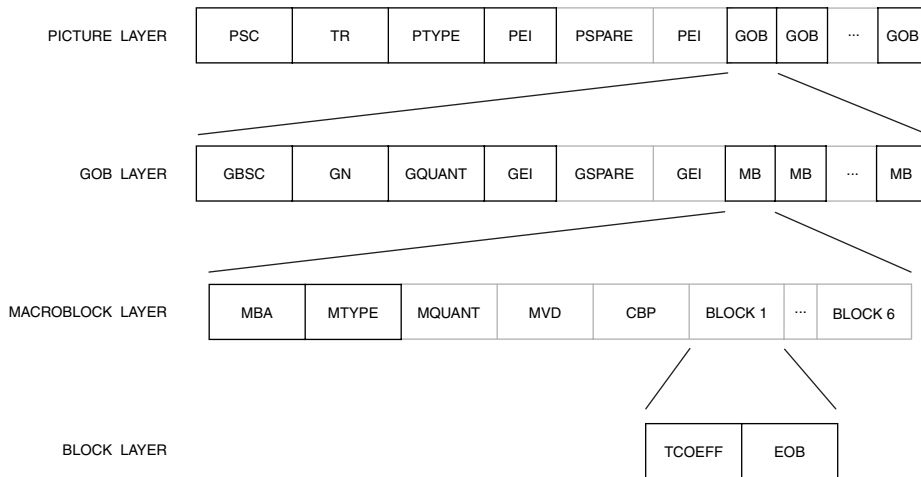 PICTURE LAYER PSC TR PTYPE PEI PSPARE PEI GOB GOB ... GOB
GOB LAYER GBSC GN GQUANT GEI GSPARE GEI MB MB ... MB
MACROBLOCK LAYER MBA MTYPE MQUANT MVD CBP BLOCK 1 ... BLOCK 6
BLOCK LAYER TCOEFF EOB